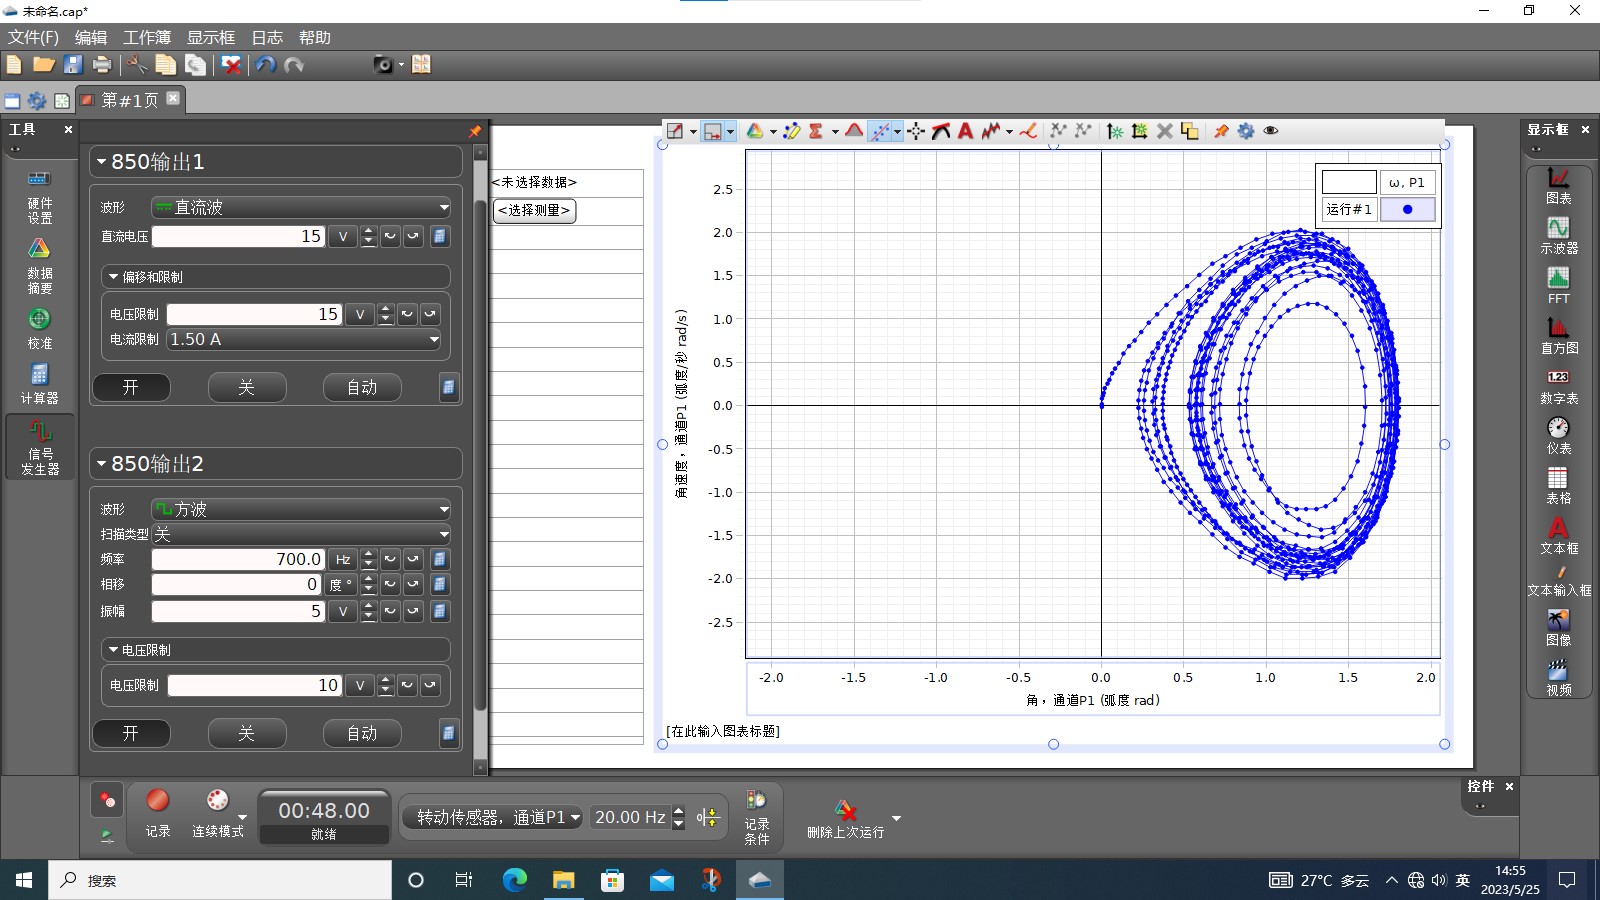 未命名.cap*
文件(F) 编辑 工作簿 显示框 日志 帮助
第#1页
工具
硬件
设置
数据
摘要
校准
计算器
信号
发生器
850输出1
波形 直流波
直流电压 15 V
偏移和限制
电压限制 15 V
电流限制 1.50 A
开 关 自动
850输出2
波形 方波
扫描类型 关
频率 700.0 Hz
相移 0 度 °
振幅 5 V
电压限制
电压限制 10 V
开 关 自动
<未选择数据>
<选择测量>
ω, P1
运行#1
角速度，通道P1 (弧度/秒 rad/s)
2.5
2.0
1.5
1.0
0.5
0.0
-0.5
-1.0
-1.5
-2.0
-2.5
-2.0 -1.5 -1.0 -0.5 0.0 0.5 1.0 1.5 2.0
角，通道P1 (弧度 rad)
[在此输入图表标题]
显示框
图表
示波器
FFT
直方图
1.23
数字表
仪表
表格
文本框
文本输入框
图像
视频
控件
记录
连续模式
00:48.00
就绪
转动传感器，通道P1
20.00 Hz
记录
条件
删除上次运行
搜索
27°C 多云
英
14:55
2023/5/25